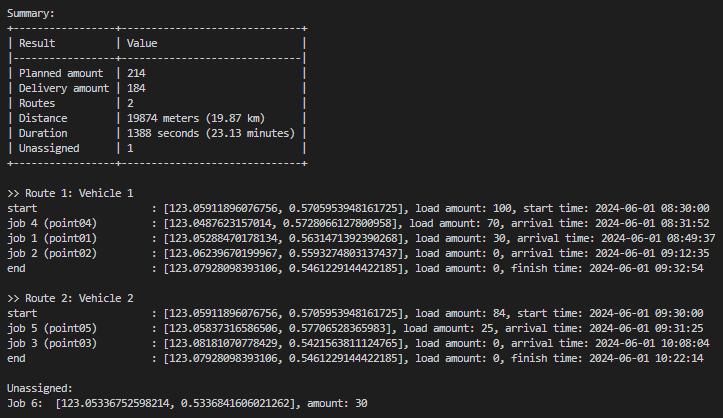 Summary:
+-----------------+------------------------------+
| Result | Value |
|-----------------+------------------------------|
| Planned amount | 214
| Delivery amount | 184
| Routes | 2
| Distance | 19874 meters (19.87 km) |
| Duration | 1388 seconds (23.13 minutes) |
| Unassigned | 1 |
+-----------------+------------------------------+
>> Route 1: Vehicle 1
start : [123.05911896076756, 0.5705953948161725], load amount: 100, start time: 2024-06-01 08:30:00
job 4 (point04) : [123.0487623157014, 0.5728066127800958], load amount: 70, arrival time: 2024-06-01 08:31:52
job 1 (point01) : [123.05288470178134, 0.5631471392390268], load amount: 30, arrival time: 2024-06-01 08:49:37
job 2 (point02) : [123.06239670199967, 0.5593274803137437], load amount: 0, arrival time: 2024-06-01 09:12:35
end : [123.07928098393106, 0.5461229144422185], load amount: 0, finish time: 2024-06-01 09:32:54
>> Route 2: Vehicle 2
start : [123.05911896076756, 0.5705953948161725], load amount: 84, start time: 2024-06-01 09:30:00
job 5 (point05) : [123.05837316586506, 0.57706528365983], load amount: 25, arrival time: 2024-06-01 09:31:25
job 3 (point03) : [123.08181070778429, 0.5421563811124765], load amount: 0, arrival time: 2024-06-01 10:08:04
end : [123.07928098393106, 0.5461229144422185], load amount: 0, finish time: 2024-06-01 10:22:14
Unassigned:
Job 6: [123.05336752598214, 0.5336841606021262], amount: 30